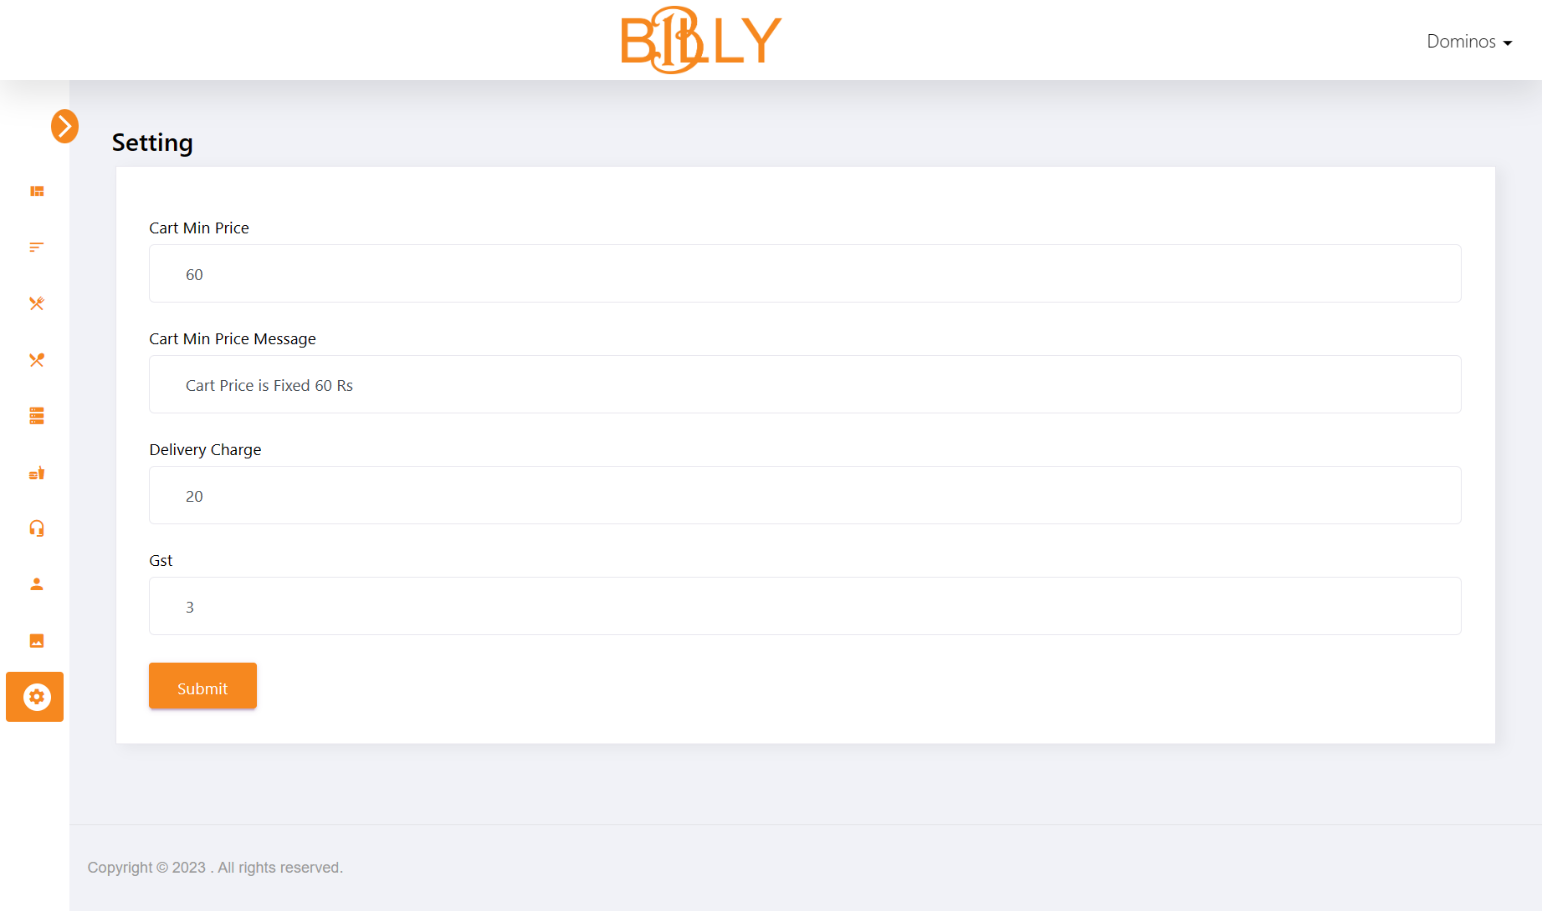 BILLY
Dominos
Setting
Cart Min Price
60
Cart Min Price Message
Cart Price is Fixed 60 Rs
Delivery Charge
20
Gst
3
Submit
Copyright © 2023 . All rights reserved.